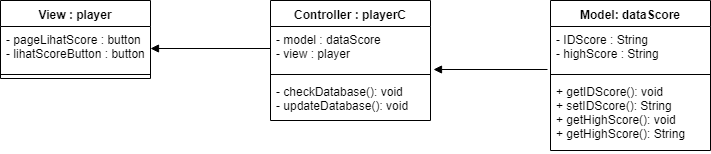 View : player
- pageLihatScore : button
- lihatScoreButton : button
Controller : playerC
- model : dataScore
- view : player
- checkDatabase(): void
- updateDatabase(): void
Model: dataScore
- IDScore : String
- highScore : String
+ getIDScore(): void
+ setIDScore(): String
+ getHighScore(): void
+ getHighScore(): String